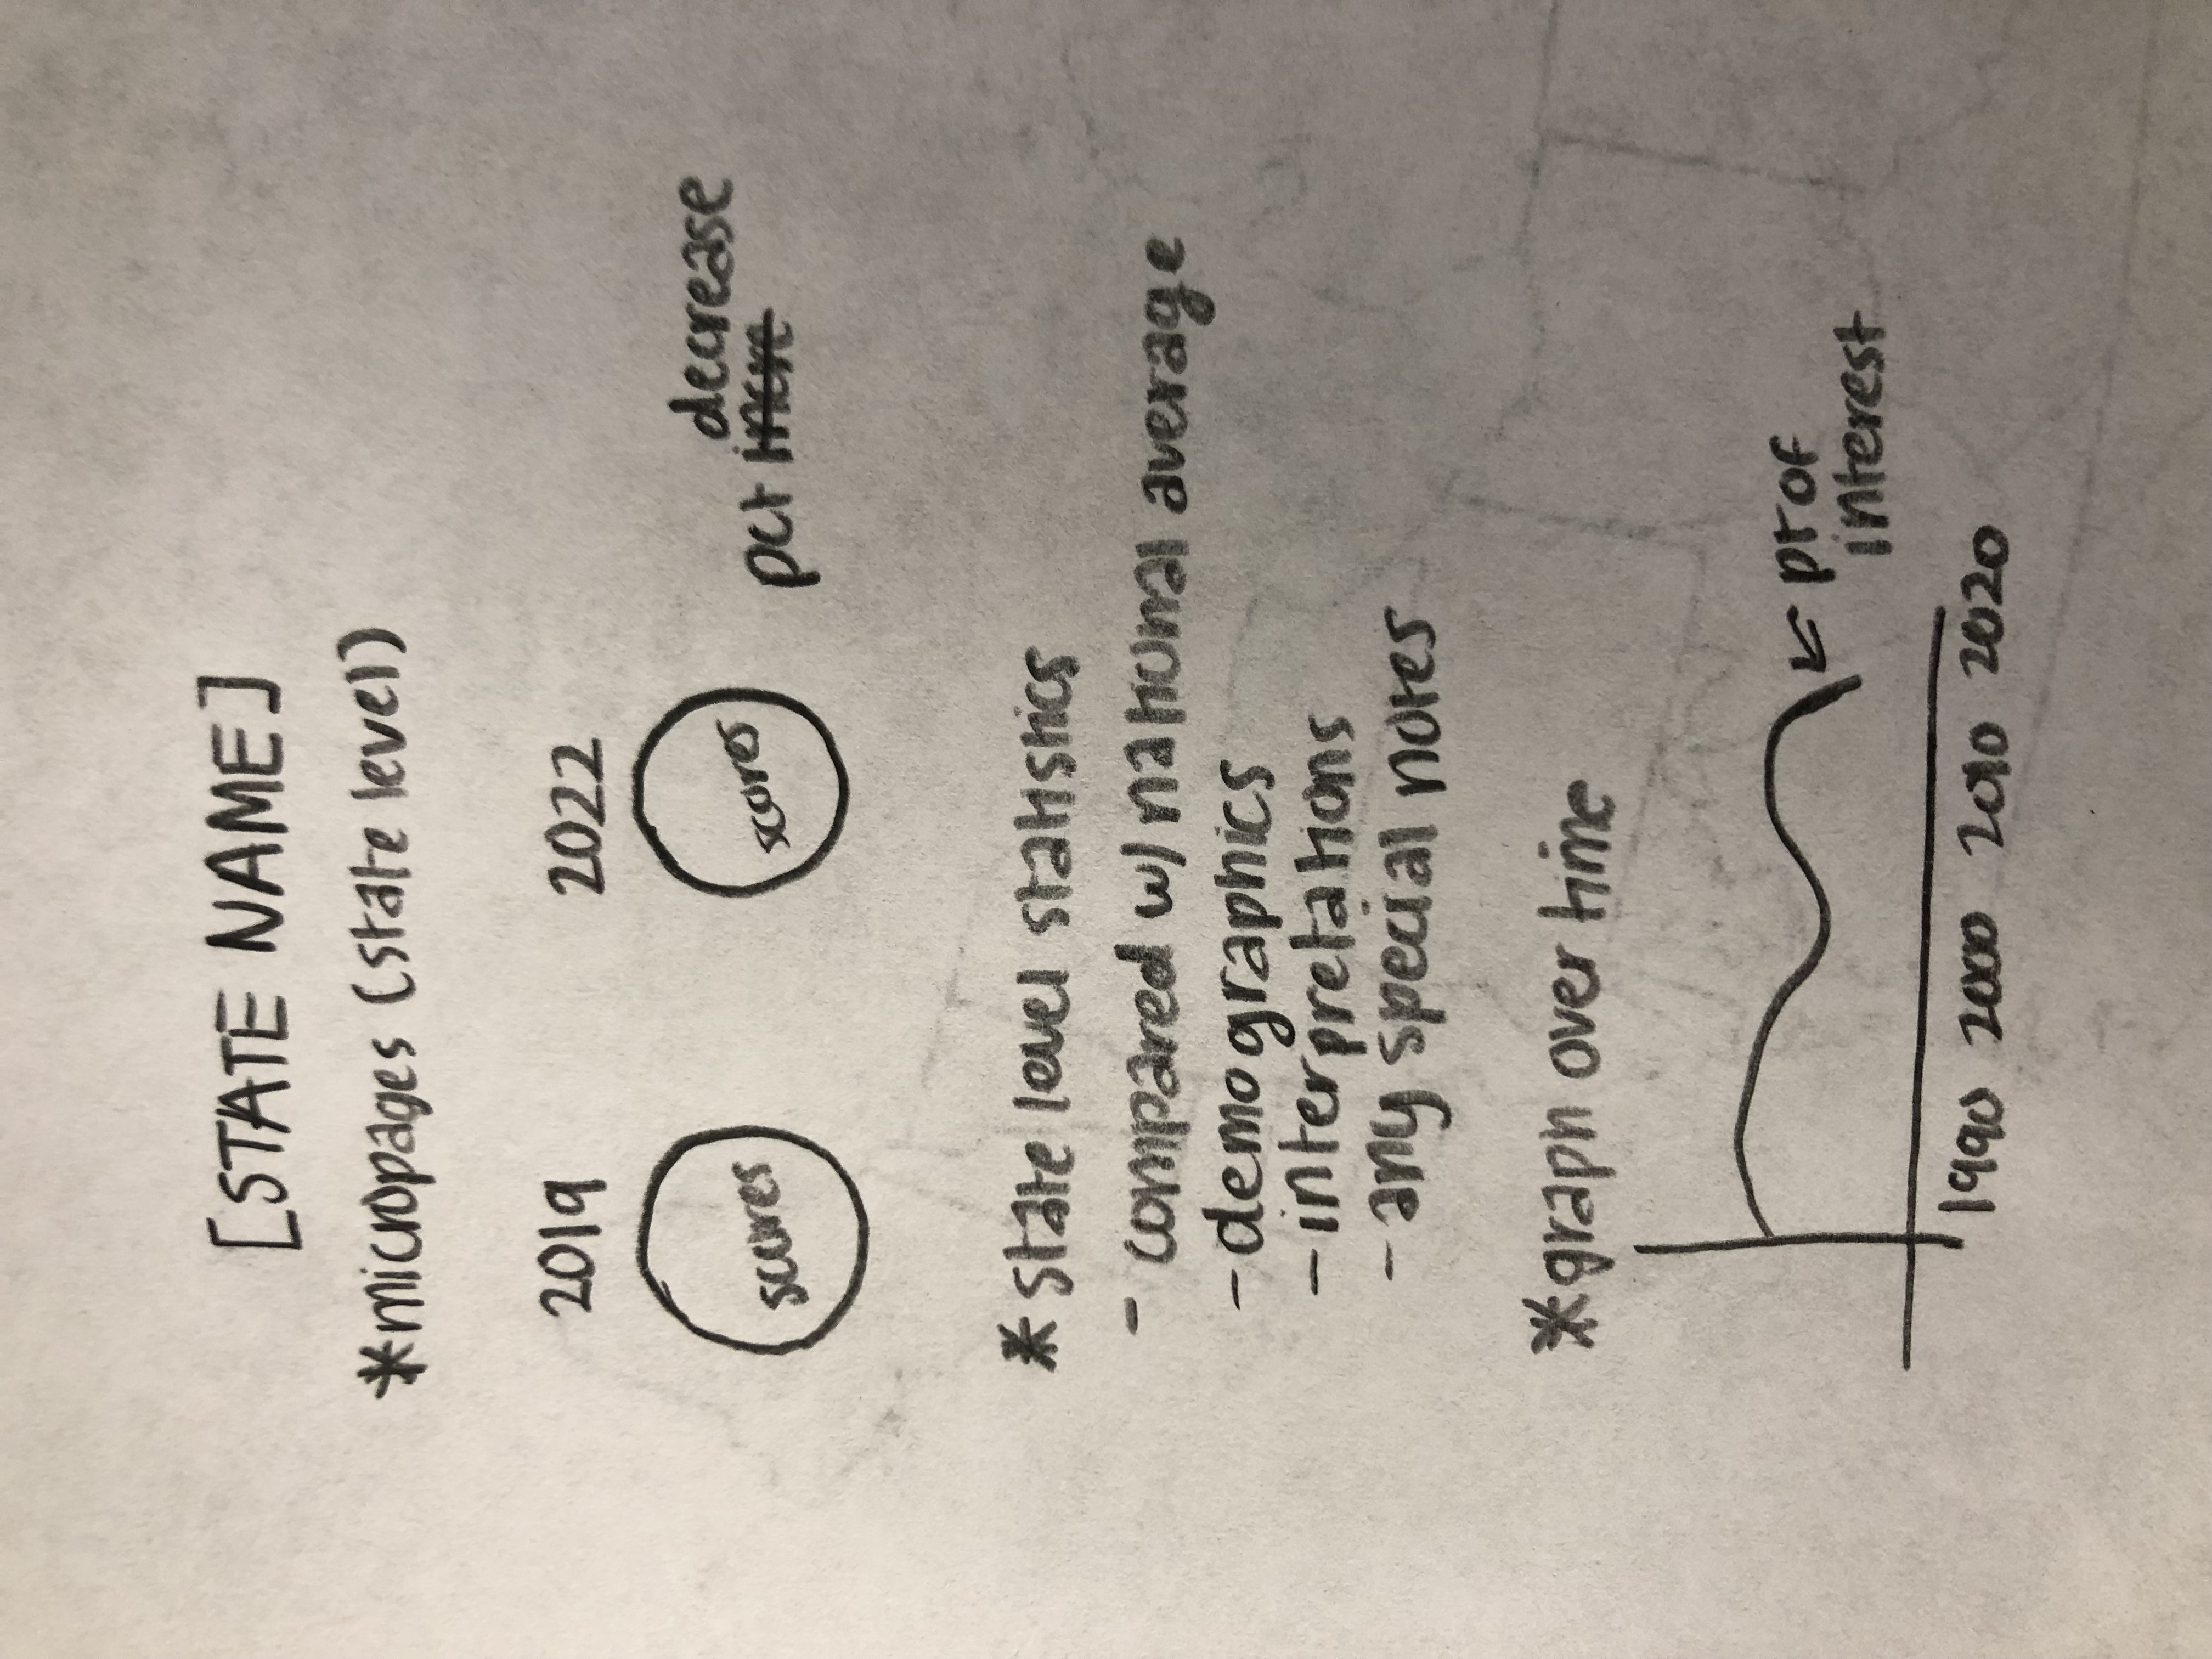 [STATE NAME]
*micropages (state level)
2019 2022
scores scores
decrease
pct incre
* state level statistics
- compared w/ national average
- demographics
- interpretations
- any special notes
*graph over time
pt of
interest
1990 2000 2010 2020